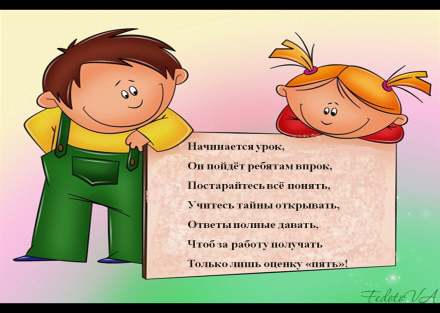 Начинается урок,
Он пойдёт ребятам впрок,
Постарайтесь всё понять,
Учитесь тайны открывать,
Ответы полные давать,
Чтоб за работу получать
Только лишь оценку «пять»!
FedoteVA